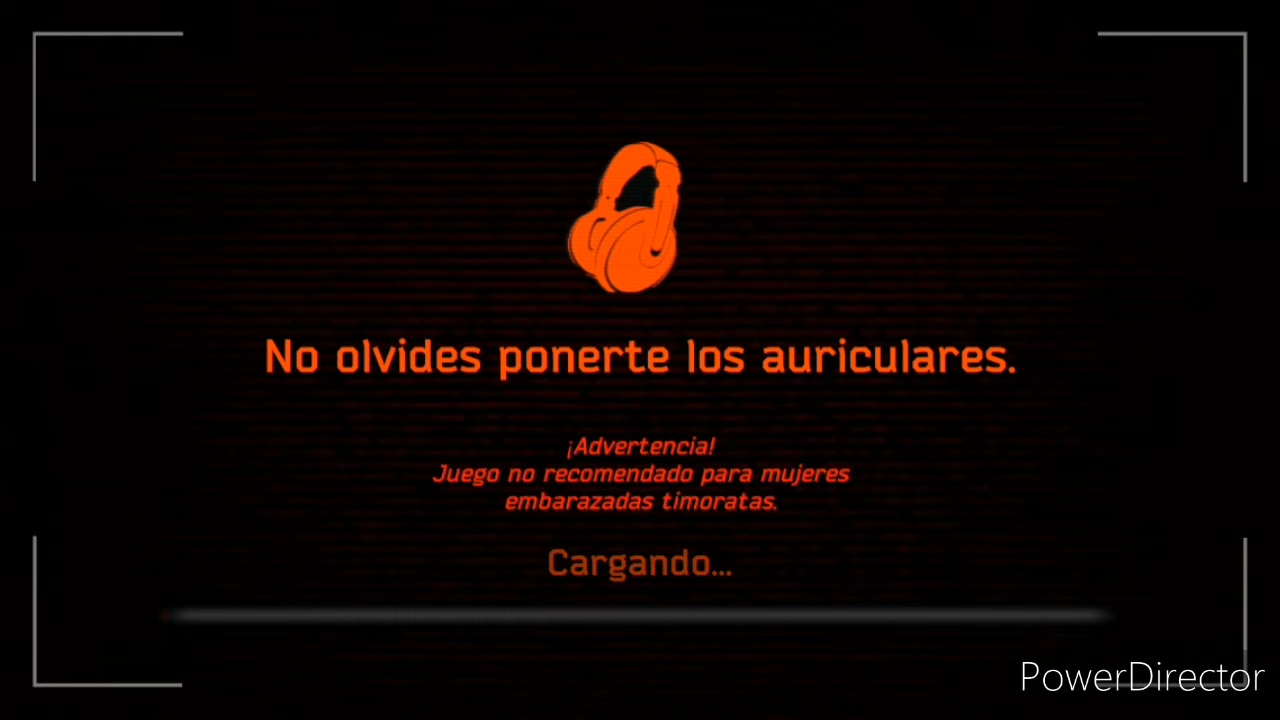 No olvides ponerte los auriculares.
¡Advertencia!
Juego no recomendado para mujeres
embarazadas timoratas.
Cargando...
PowerDirector